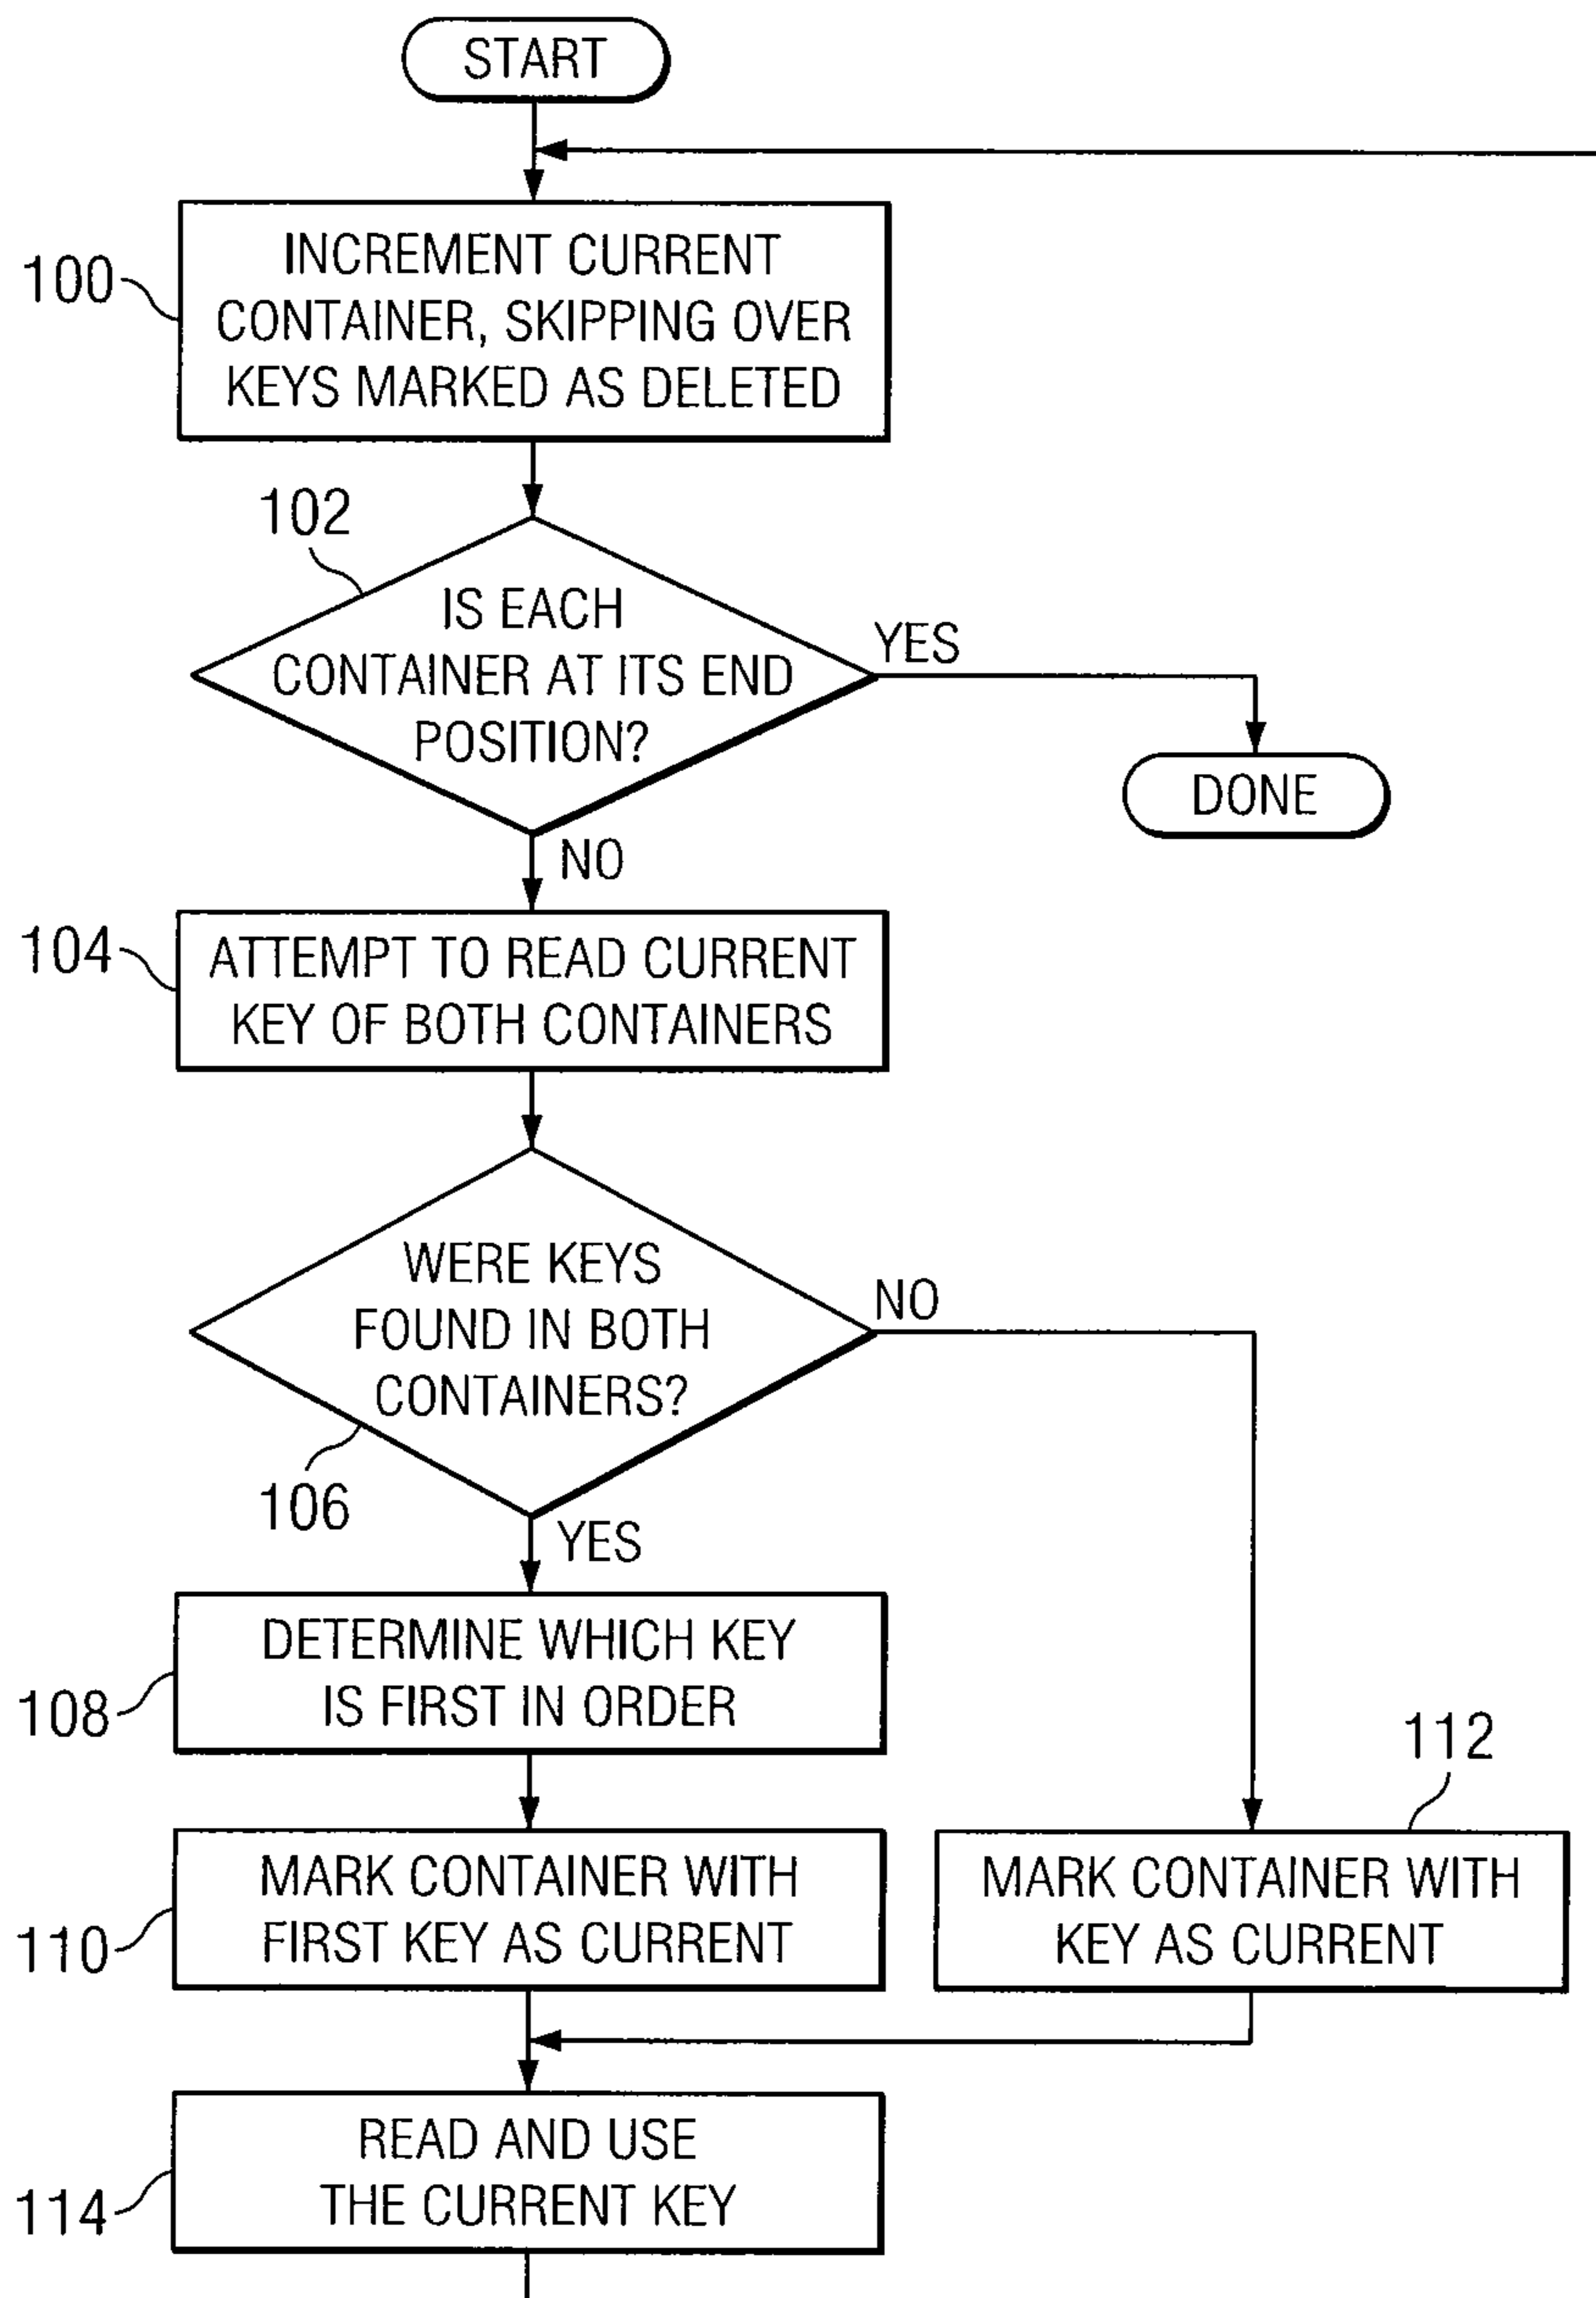 START
100
INCREMENT CURRENT
CONTAINER, SKIPPING OVER
KEYS MARKED AS DELETED
102
IS EACH
CONTAINER AT ITS END
POSITION?
YES
DONE
NO
104
ATTEMPT TO READ CURRENT
KEY OF BOTH CONTAINERS
WERE KEYS
FOUND IN BOTH
CONTAINERS?
NO
106
YES
108
DETERMINE WHICH KEY
IS FIRST IN ORDER
110
MARK CONTAINER WITH
FIRST KEY AS CURRENT
112
MARK CONTAINER WITH
KEY AS CURRENT
114
READ AND USE
THE CURRENT KEY